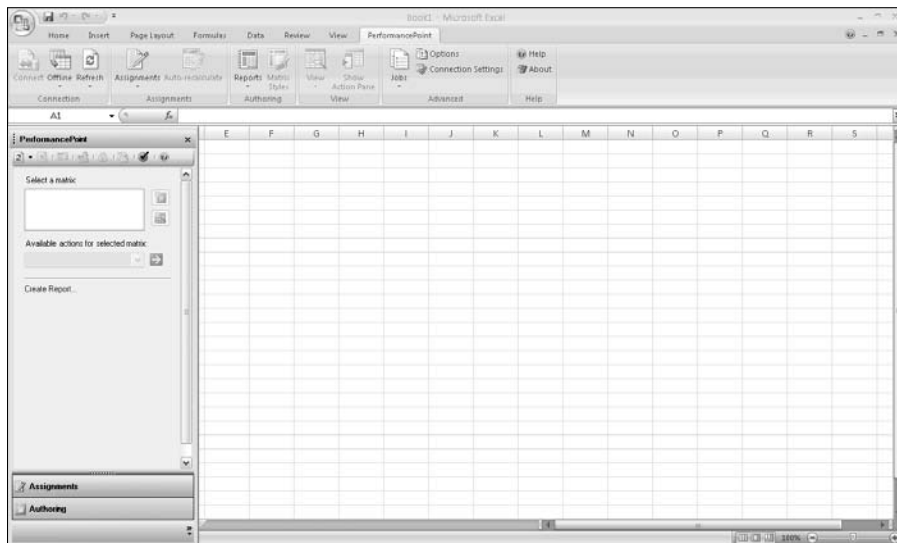 Book1 - Microsoft Excel
Home Insert Page Layout Formulas Data Review View PerformancePoint
Connect Offline Refresh Assignments Auto-recalculate Reports Matrix Styles View Show Action Pane Jobs Options Connection Settings Help About
Connection Assignments Authoring View Advanced Help
A1 fx
PerformancePoint
E F G H I J K L M N O P Q R S
Select a matrix:
Available actions for selected matrix:
Create Report...
Assignments
Authoring
100%